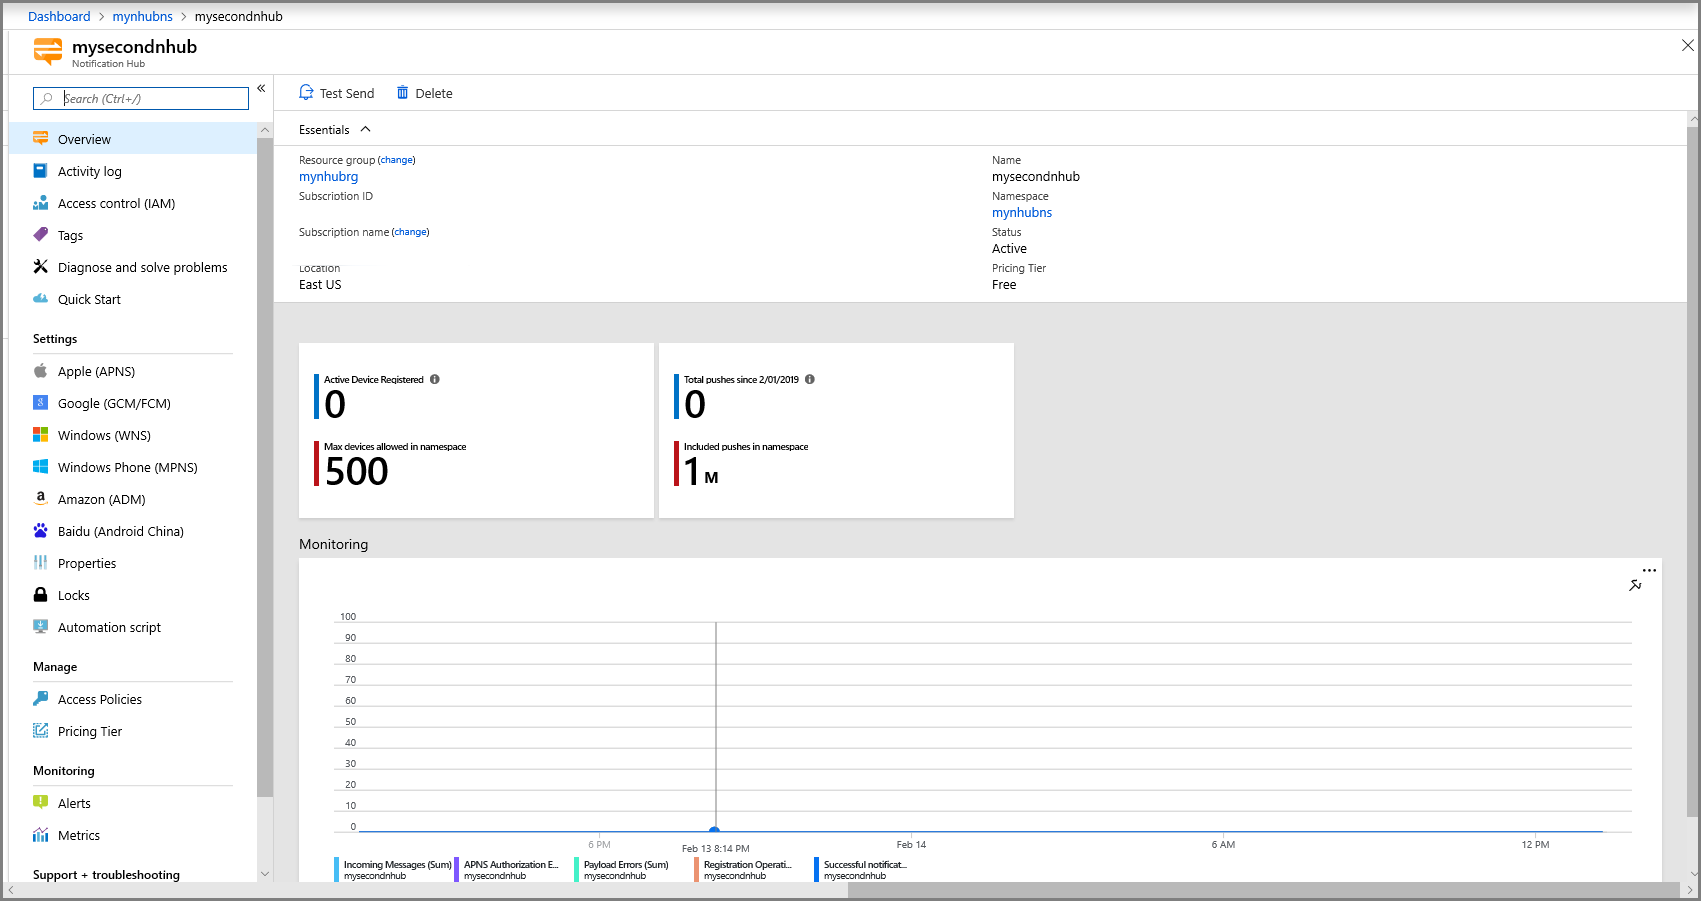 Dashboard > mynhubns > mysecondnhub
mysecondnhub
Notification Hub
Search (Ctrl+/)
«
Overview
Activity log
Access control (IAM)
Tags
Diagnose and solve problems
Quick Start
Settings
Apple (APNS)
Google (GCM/FCM)
Windows (WNS)
Windows Phone (MPNS)
Amazon (ADM)
Baidu (Android China)
Properties
Locks
Automation script
Manage
Access Policies
Pricing Tier
Monitoring
Alerts
Metrics
Support + troubleshooting
Test Send Delete
Essentials
Resource group (change)
mynhubrg
Subscription ID
Subscription name (change)
Location
East US
Name
mysecondnhub
Namespace
mynhubns
Status
Active
Pricing Tier
Free
Active Device Registered
0
Max devices allowed in namespace
500
Total pushes since 2/01/2019
0
Included pushes in namespace
1 M
Monitoring
100
90
80
70
60
50
40
30
20
10
0
6 PM Feb 13 8:14 PM Feb 14 6 AM 12 PM
Incoming Messages (Sum)
mysecondnhub
APNS Authorization E...
mysecondnhub
Payload Errors (Sum)
mysecondnhub
Registration Operati...
mysecondnhub
Successful notificat...
mysecondnhub